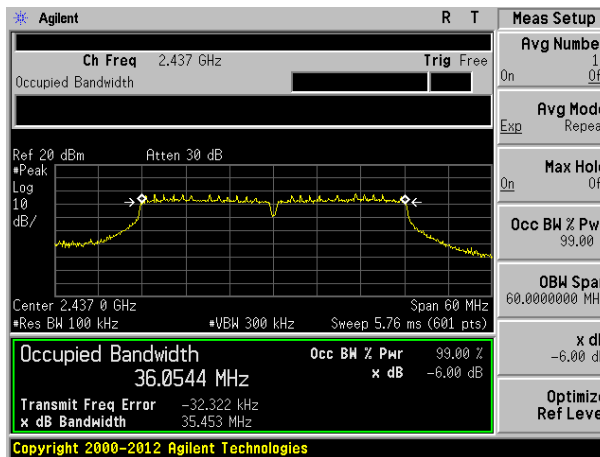 Agilent R T
Ch Freq 2.437 GHz Trig Free
Occupied Bandwidth
Ref 20 dBm Atten 30 dB
#Peak
Log
10
dB/
Center 2.437 0 GHz Span 60 MHz
#Res BW 100 kHz #VBW 300 kHz Sweep 5.76 ms (601 pts)
Occupied Bandwidth Occ BW % Pwr 99.00 %
36.0544 MHz x dB -6.00 dB
Transmit Freq Error -32.322 kHz
x dB Bandwidth 35.453 MHz
Copyright 2000-2012 Agilent Technologies
Meas Setup
Avg Numbe
1
On Of
Avg Mode
Exp Repea
Max Hold
On Of
Occ BW % Pw
99.00
OBW Spa
60.0000000 MH
x dB
-6.00 d
Optimize
Ref Leve